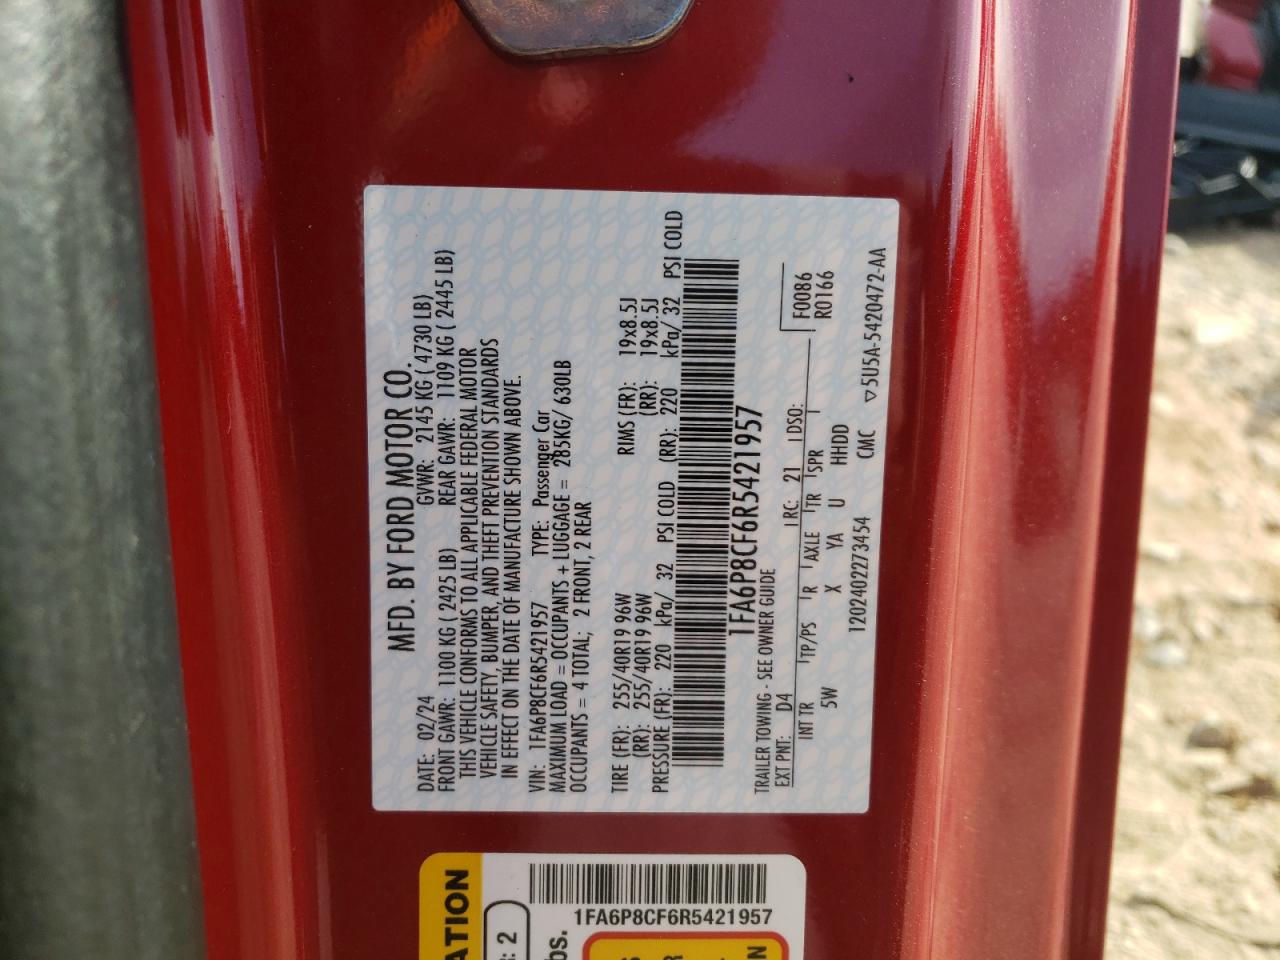 MFD. BY FORD MOTOR CO.
DATE: 02/24 GVWR: 2145 KG ( 4730 LB)
FRONT GAWR: 1100 KG ( 2425 LB) REAR GAWR: 1109 KG ( 2445 LB)
THIS VEHICLE CONFORMS TO ALL APPLICABLE FEDERAL MOTOR
VEHICLE SAFETY, BUMPER, AND THEFT PREVENTION STANDARDS
IN EFFECT ON THE DATE OF MANUFACTURE SHOWN ABOVE.
VIN: 1FA6P8CF6R5421957 TYPE: Passenger Car
MAXIMUM LOAD = OCCUPANTS + LUGGAGE = 285KG/ 630LB
OCCUPANTS = 4 TOTAL; 2 FRONT, 2 REAR
TIRE (FR): 255/40R19 96W RIMS (FR): 19x8.5J
(RR): 255/40R19 96W (RR): 19x8.5J
PRESSURE (FR): 220 kPa/ 32 PSI COLD (RR): 220 kPa/ 32 PSI COLD
1FA6P8CF6R5421957
TRAILER TOWING - SEE OWNER GUIDE
EXT PNT: D4 RC: 21 DSO: F0086
INT TR TP/PS R AXLE TR SPR R0166
5W X YA U HHDD
1202402273454 CMC ▽5U5A-5420472-AA
ATION
1FA6P8CF6R5421957
: 2
bs.